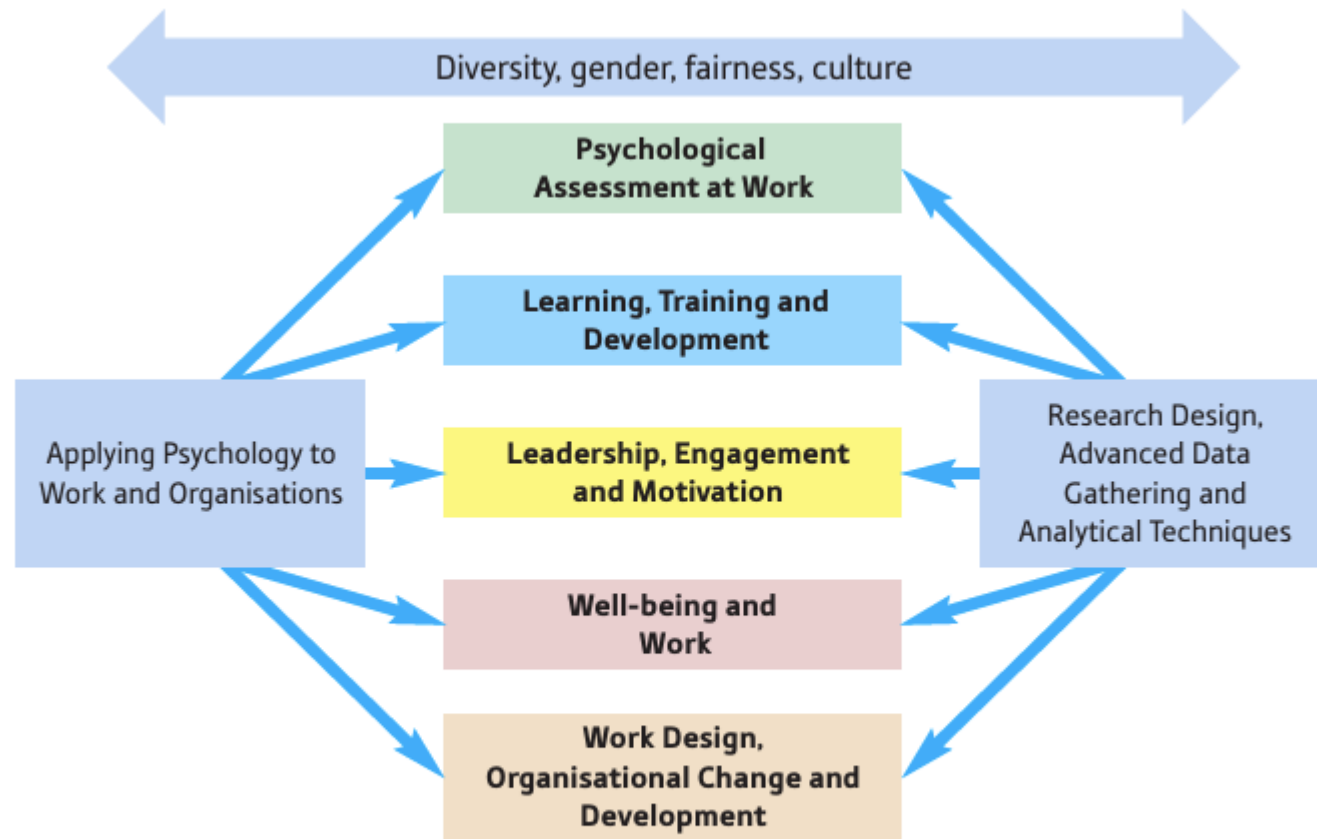 Diversity, gender, fairness, culture
Psychological
Assessment at Work
Learning, Training and
Development
Applying Psychology to
Work and Organisations
Leadership, Engagement
and Motivation
Research Design,
Advanced Data
Gathering and
Analytical Techniques
Well-being and
Work
Work Design,
Organisational Change and
Development